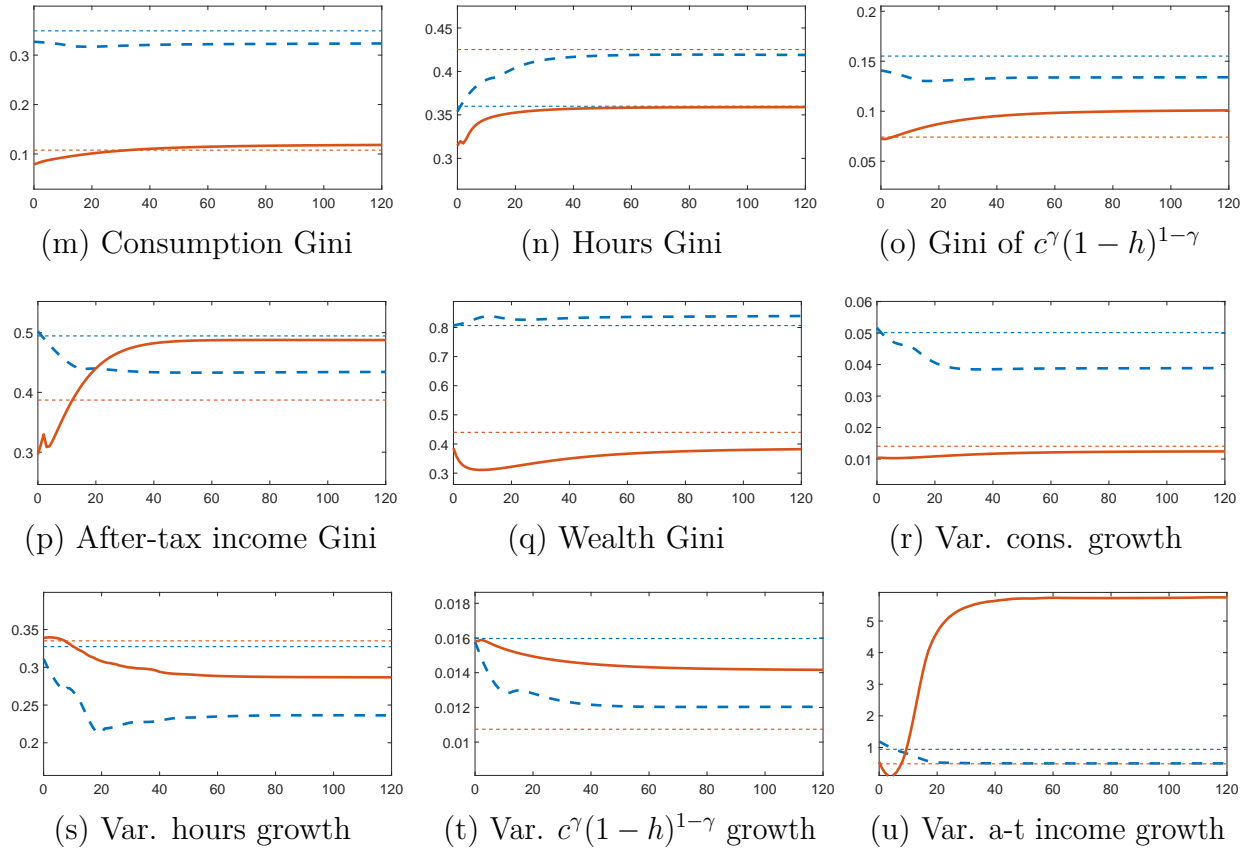 0.3
0.2
0.1
0 20 40 60 80 100 120
(m) Consumption Gini
0.45
0.4
0.35
0.3
0 20 40 60 80 100 120
(n) Hours Gini
0.2
0.15
0.1
0.05
0 20 40 60 80 100 120
(o) Gini of c^γ(1 − h)^{1−γ}
0.5
0.4
0.3
0 20 40 60 80 100 120
(p) After-tax income Gini
0.8
0.7
0.6
0.5
0.4
0.3
0 20 40 60 80 100 120
(q) Wealth Gini
0.06
0.05
0.04
0.03
0.02
0.01
0 20 40 60 80 100 120
(r) Var. cons. growth
0.35
0.3
0.25
0.2
0 20 40 60 80 100 120
(s) Var. hours growth
0.018
0.016
0.014
0.012
0.01
0 20 40 60 80 100 120
(t) Var. c^γ(1 − h)^{1−γ} growth
5
4
3
2
1
0 20 40 60 80 100 120
(u) Var. a-t income growth